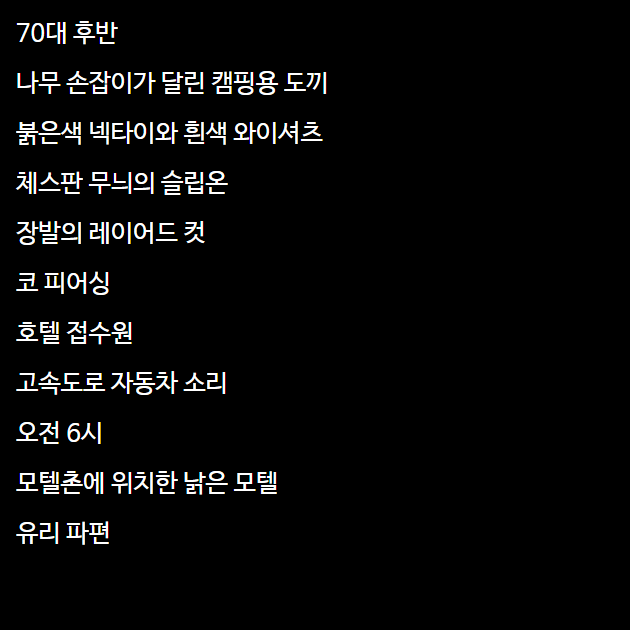 70대 후반
나무 손잡이가 달린 캠핑용 도끼
붉은색 넥타이와 흰색 와이셔츠
체스판 무늬의 슬립온
장발의 레이어드 컷
코 피어싱
호텔 접수원
고속도로 자동차 소리
오전 6시
모텔촌에 위치한 낡은 모텔
유리 파편